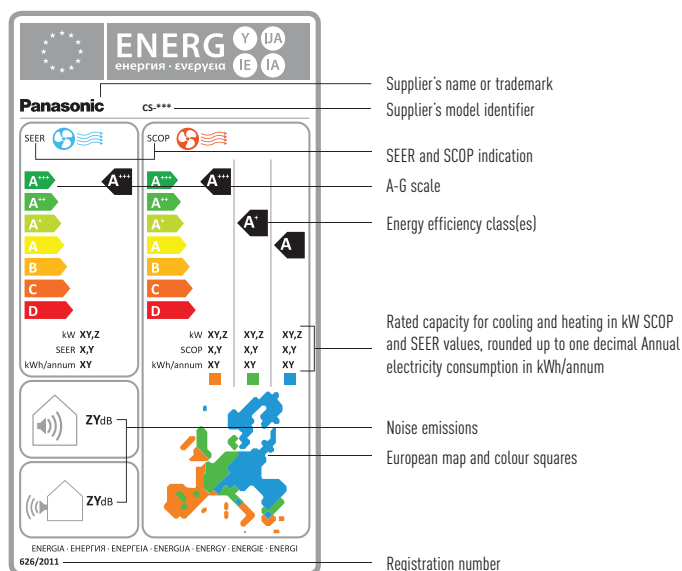 ENERG
енергия · ενεργεια
Y IJA
IE IA
Panasonic
CS-***
SEER
SCOP
A+++ A+++
A++
A+
A
B
C
D
A+++ A+++
A++
A+ A+
A A
B
C
D
kW XY,Z
SEER X,Y
kWh/annum XY
kW XY,Z XY,Z XY,Z
SCOP X,Y X,Y X,Y
kWh/annum XY XY XY
ZYdB
ZYdB
ENERGIA · ЕНЕРГИЯ · ΕΝΕΡΓΕΙΑ · ENERGIJA · ENERGY · ENERGIE · ENERGI
626/2011
Supplier's name or trademark
Supplier's model identifier
SEER and SCOP indication
A-G scale
Energy efficiency class(es)
Rated capacity for cooling and heating in kW SCOP
and SEER values, rounded up to one decimal Annual
electricity consumption in kWh/annum
Noise emissions
European map and colour squares
Registration number